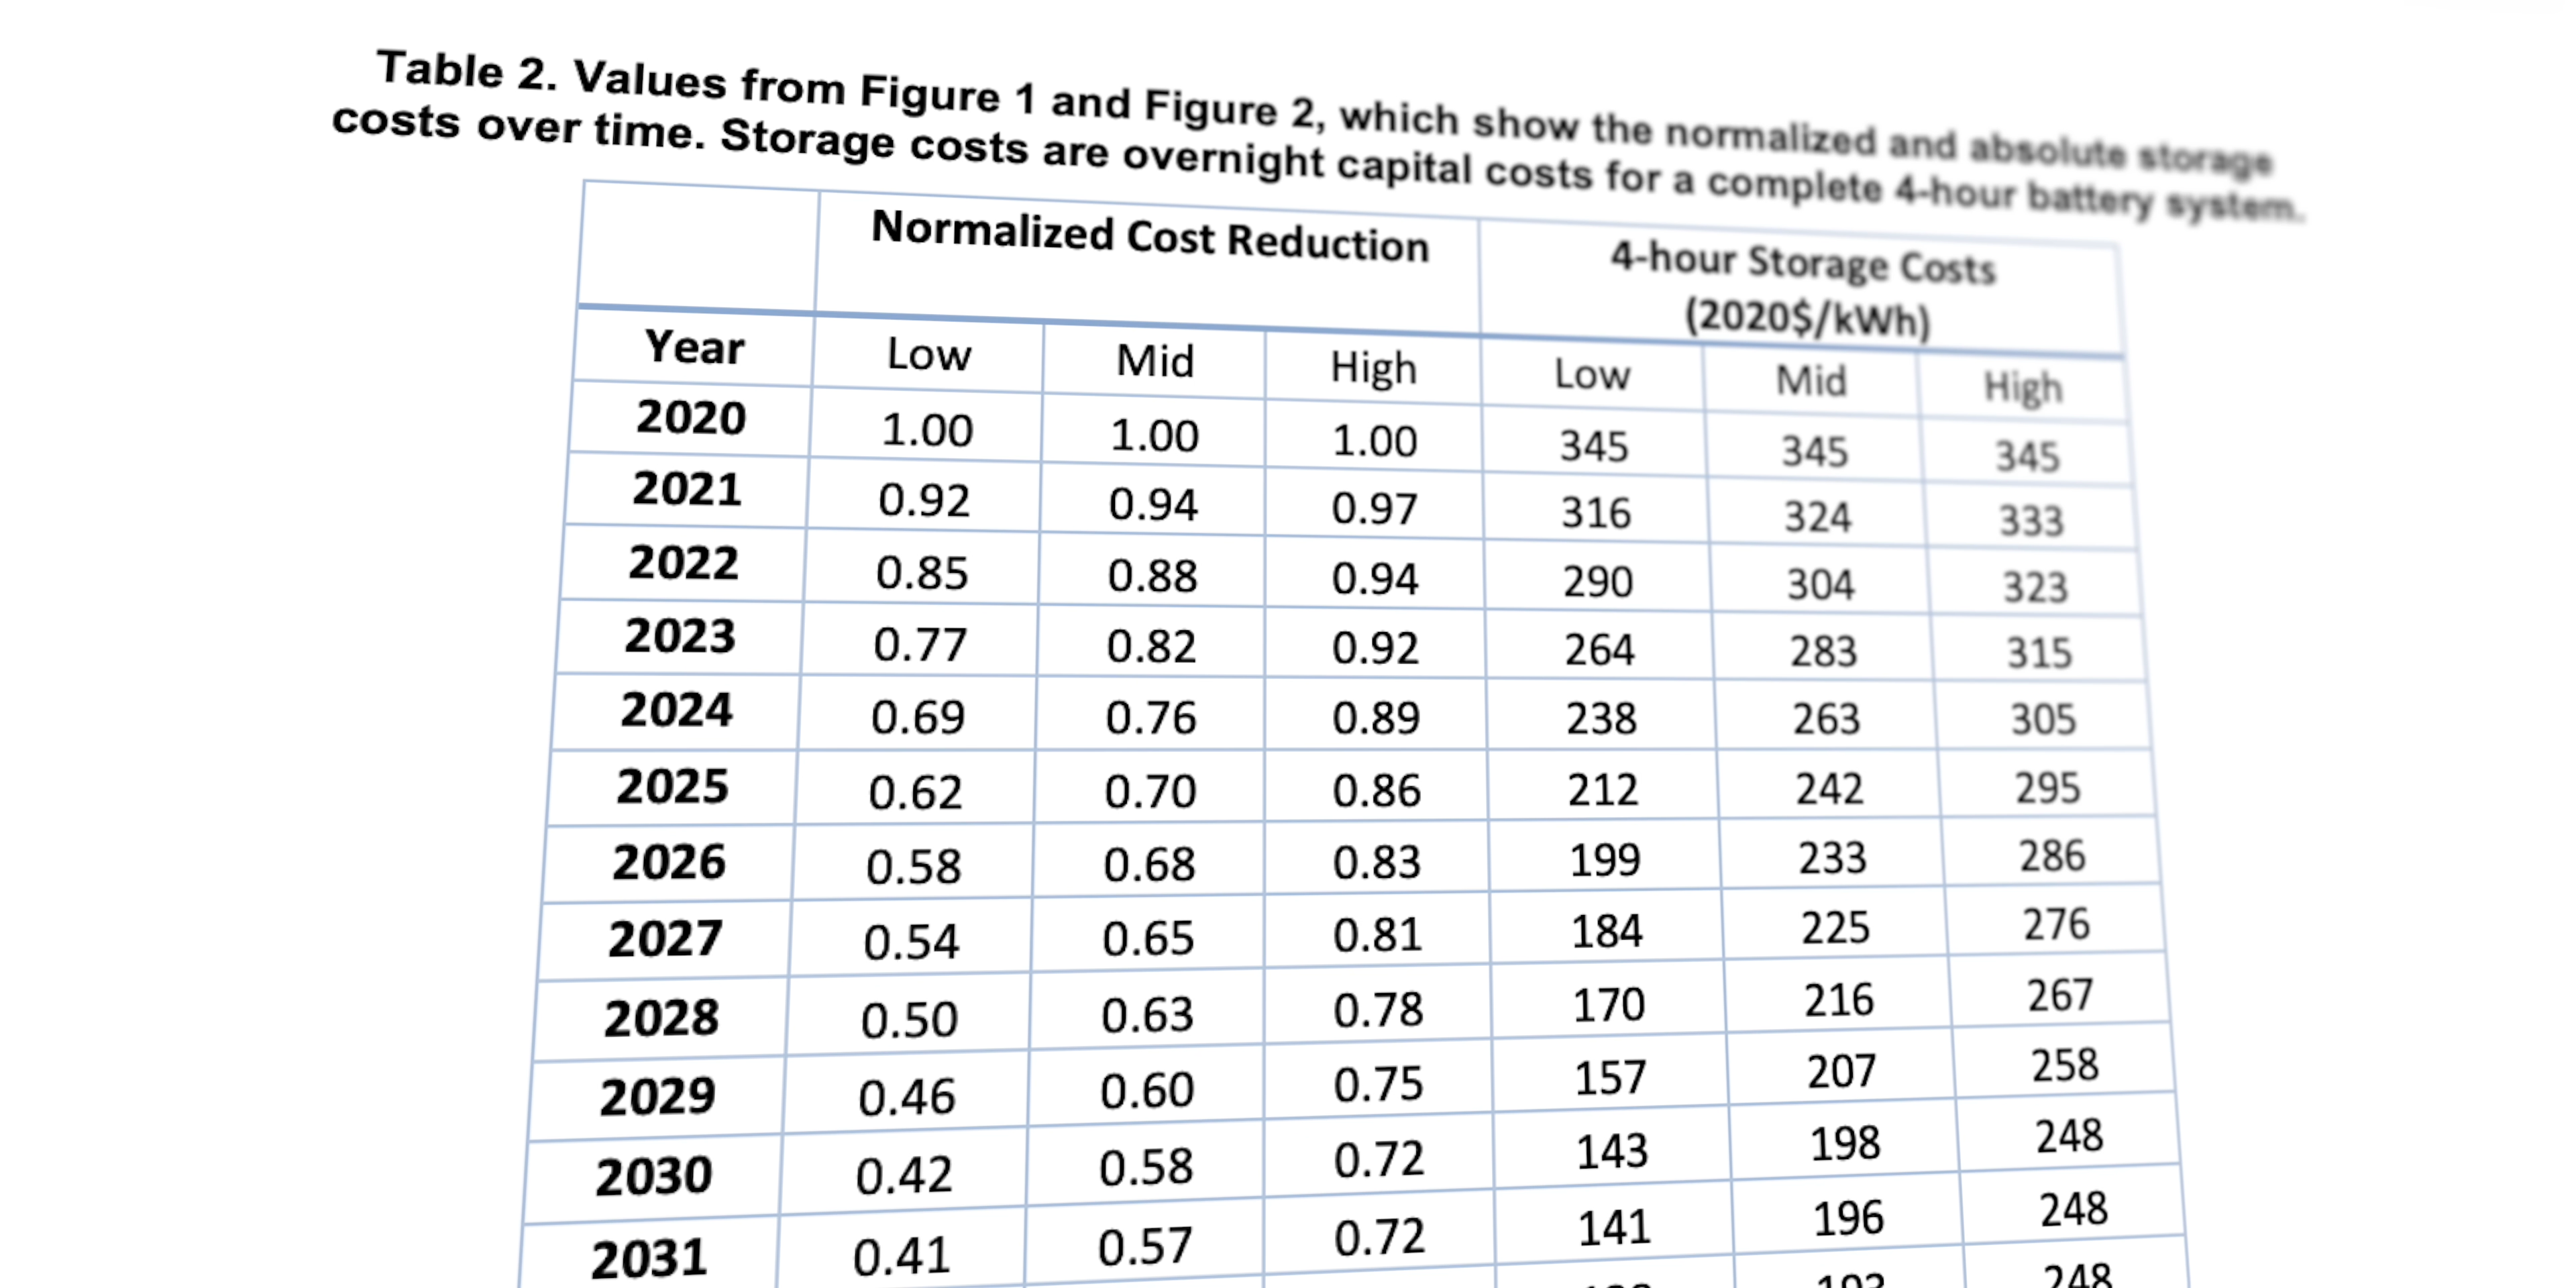 Table 2. Values from Figure 1 and Figure 2, which show the normalized and absolute storage
costs over time. Storage costs are overnight capital costs for a complete 4-hour battery system.
Normalized Cost Reduction 4-hour Storage Costs
(2020$/kWh)
Year Low Mid High Low Mid High
2020 1.00 1.00 1.00 345 345 345
2021 0.92 0.94 0.97 316 324 333
2022 0.85 0.88 0.94 290 304 323
2023 0.77 0.82 0.92 264 283 315
2024 0.69 0.76 0.89 238 263 305
2025 0.62 0.70 0.86 212 242 295
2026 0.58 0.68 0.83 199 233 286
2027 0.54 0.65 0.81 184 225 276
2028 0.50 0.63 0.78 170 216 267
2029 0.46 0.60 0.75 157 207 258
2030 0.42 0.58 0.72 143 198 248
2031 0.41 0.57 0.72 141 196 248
193 248